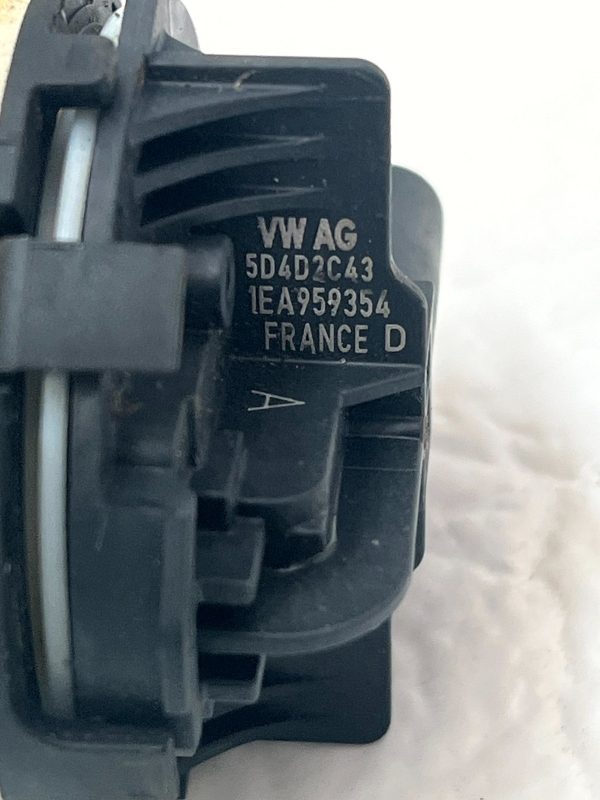 VW AG
5D4D2C43
1EA959354
FRANCE D
A